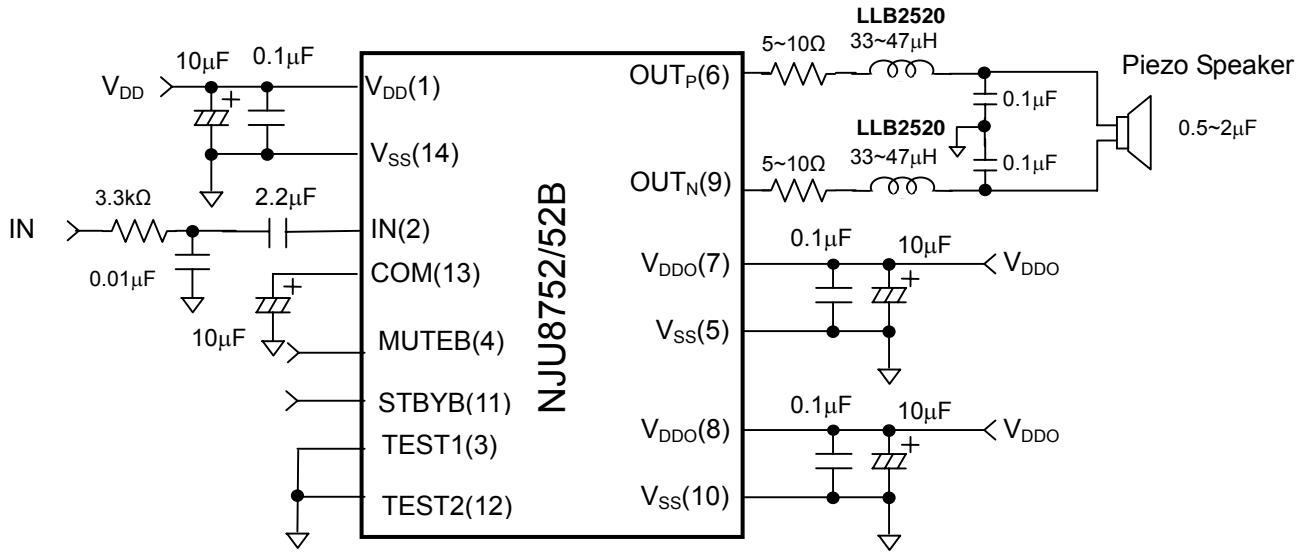 LLB2520
5~10Ω
33~47μH
10μF
0.1μF
V_DD
V_DD(1)
OUT_P(6)
Piezo Speaker
0.1μF
0.5~2μF
LLB2520
0.1μF
V_SS(14)
5~10Ω
33~47μH
OUT_N(9)
3.3kΩ
2.2μF
IN
IN(2)
0.01μF
COM(13)
10μF
MUTEB(4)
STBYB(11)
TEST1(3)
TEST2(12)
NJU8752/52B
0.1μF
10μF
V_DDO(7)
V_DDO
V_SS(5)
0.1μF
10μF
V_DDO(8)
V_DDO
V_SS(10)